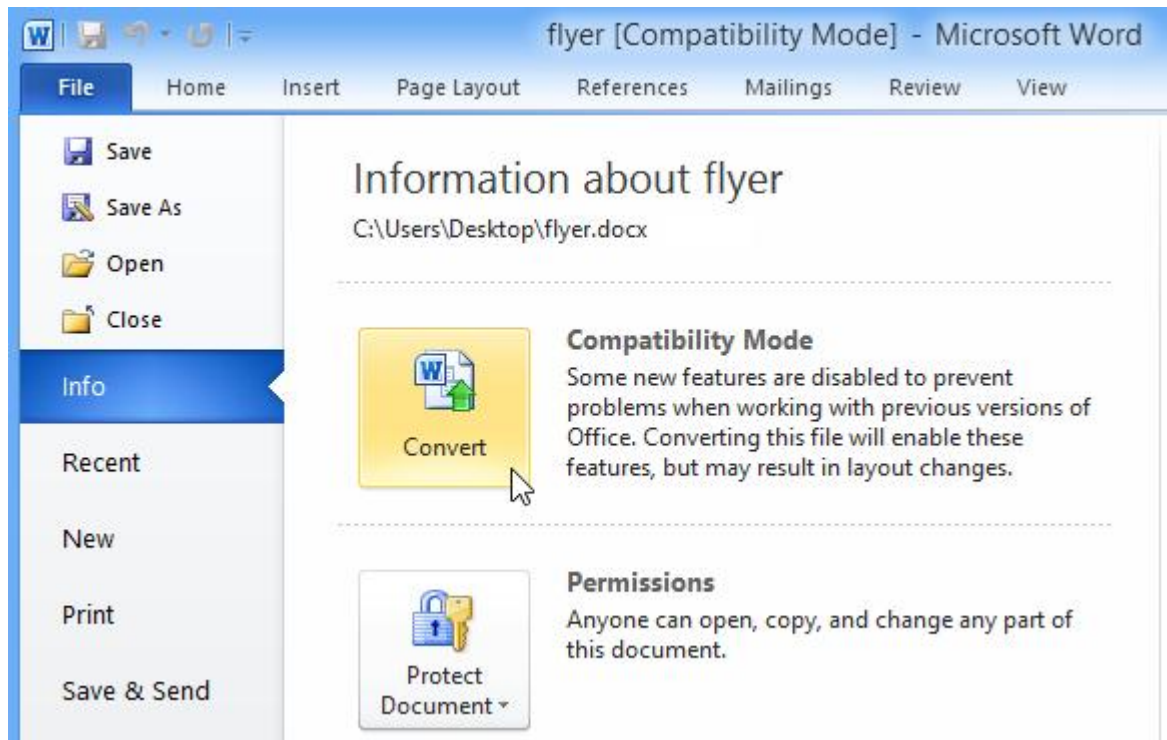 flyer [Compatibility Mode] - Microsoft Word
File Home Insert Page Layout References Mailings Review View
Save
Save As
Open
Close
Info
Recent
New
Print
Save & Send
Information about flyer
C:\Users\Desktop\flyer.docx
Convert
Compatibility Mode
Some new features are disabled to prevent
problems when working with previous versions of
Office. Converting this file will enable these
features, but may result in layout changes.
Protect
Document
Permissions
Anyone can open, copy, and change any part of
this document.